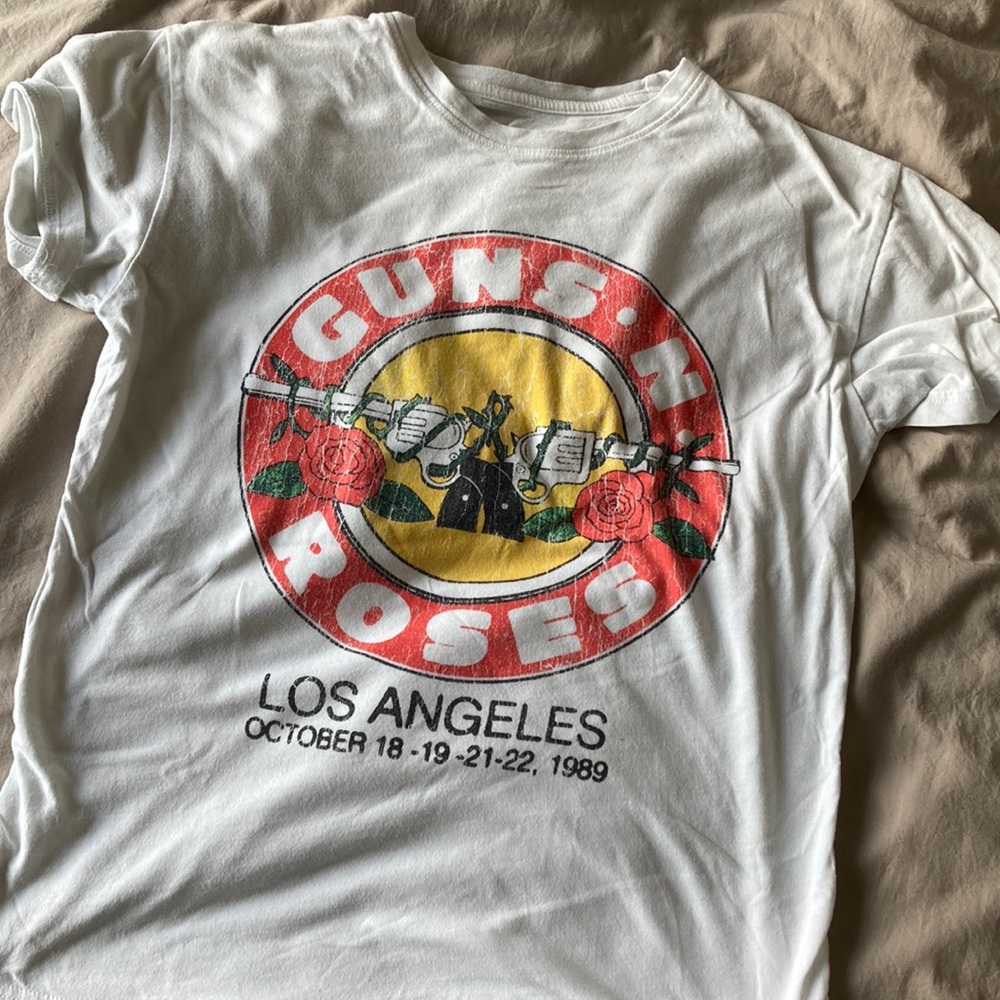 GUNS · N ·
ROSES
LOS ANGELES
OCTOBER 18 -19 -21-22, 1989